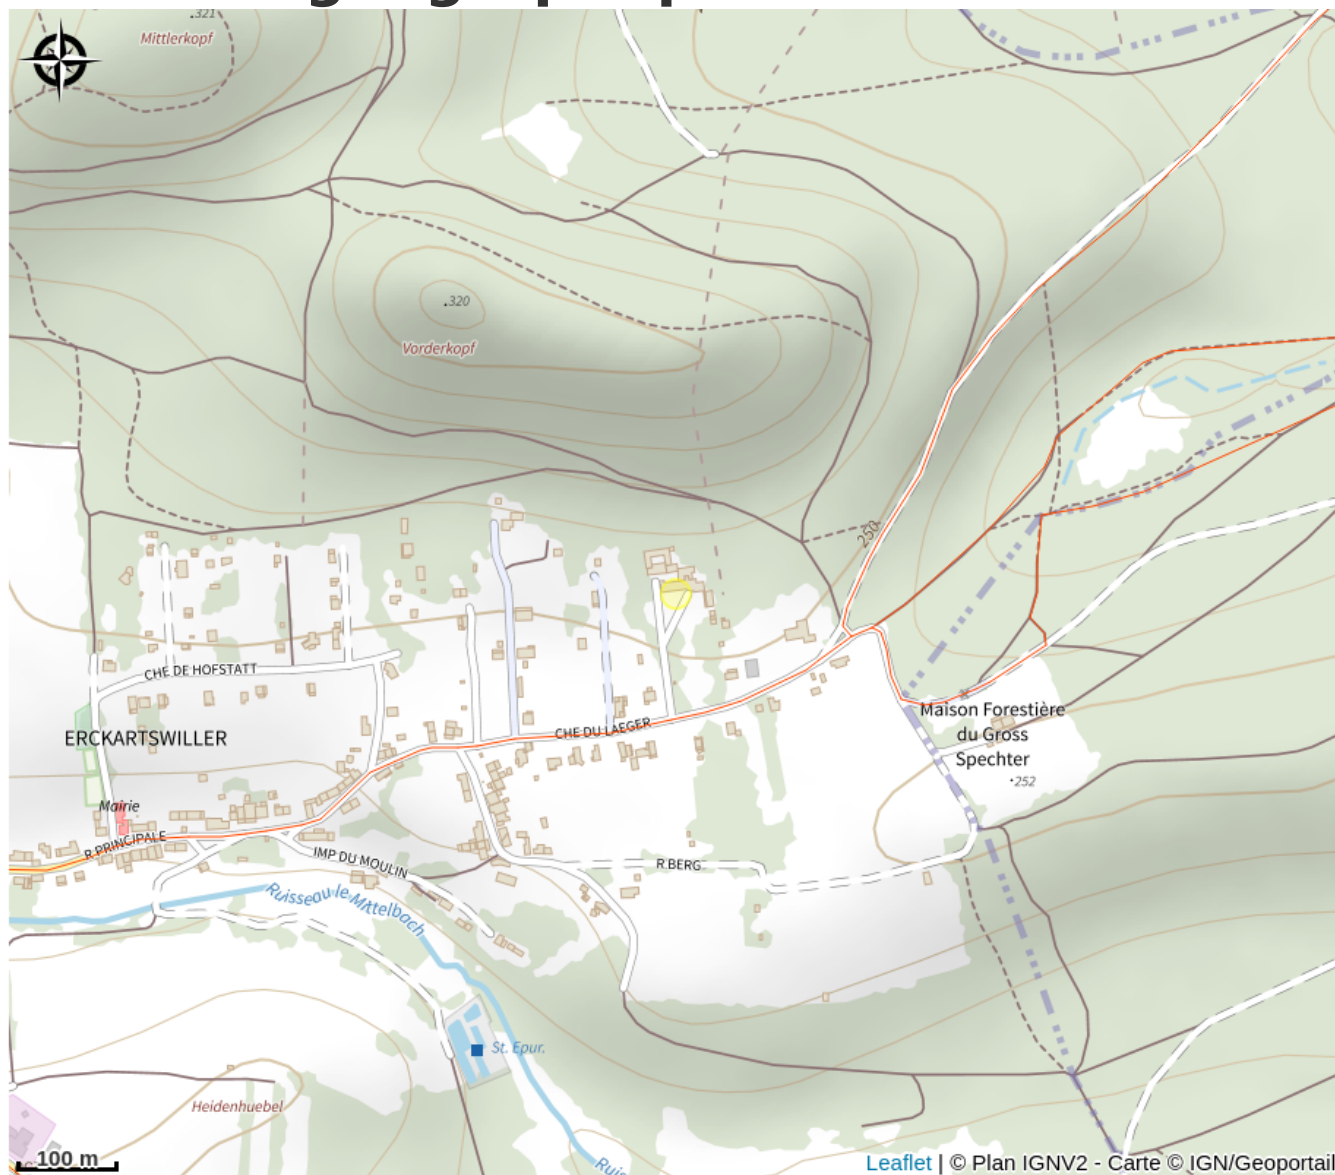 .321
Mittlerkopf
.320
Vorderkopf
250
CHE DE HOFSTATT
ERCKARTSWILLER
CHE DU LAEGER
Maison Forestière
du Gross
Spechter
.252
Mairie
R PRINCIPALE
IMP DU MOULIN
R BERG
Ruisseau le Mittelbach
St. Epur.
Heidenhuebel
100 m
Leaflet | © Plan IGNV2 - Carte © IGN/Geoportail